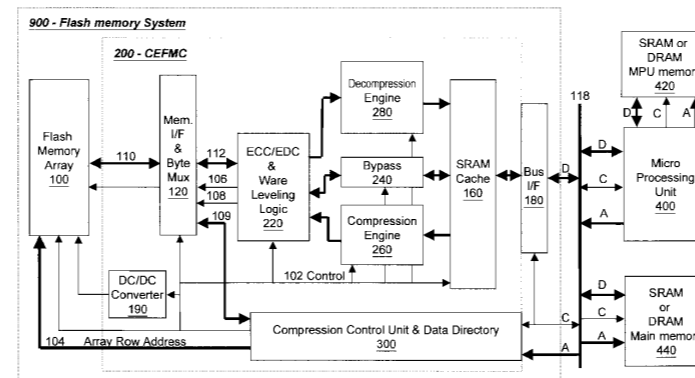 900 - Flash memory System
200 - CEFMC
Flash
Memory
Array
100
110
Mem.
I/F
&
Byte
Mux
120
112
106
108
109
ECC/EDC
&
Ware
Leveling
Logic
220
Decompression
Engine
280
Bypass
240
Compression
Engine
260
SRAM
Cache
160
Bus
I/F
180
D
118
SRAM or
DRAM
MPU memor
420
D
C
A
D
C
A
Micro
Processing
Unit
400
DC/DC
Converter
190
102 Control
104 Array Row Address
Compression Control Unit & Data Directory
300
C
A
D
C
A
SRAM
or
DRAM
Main memor
440